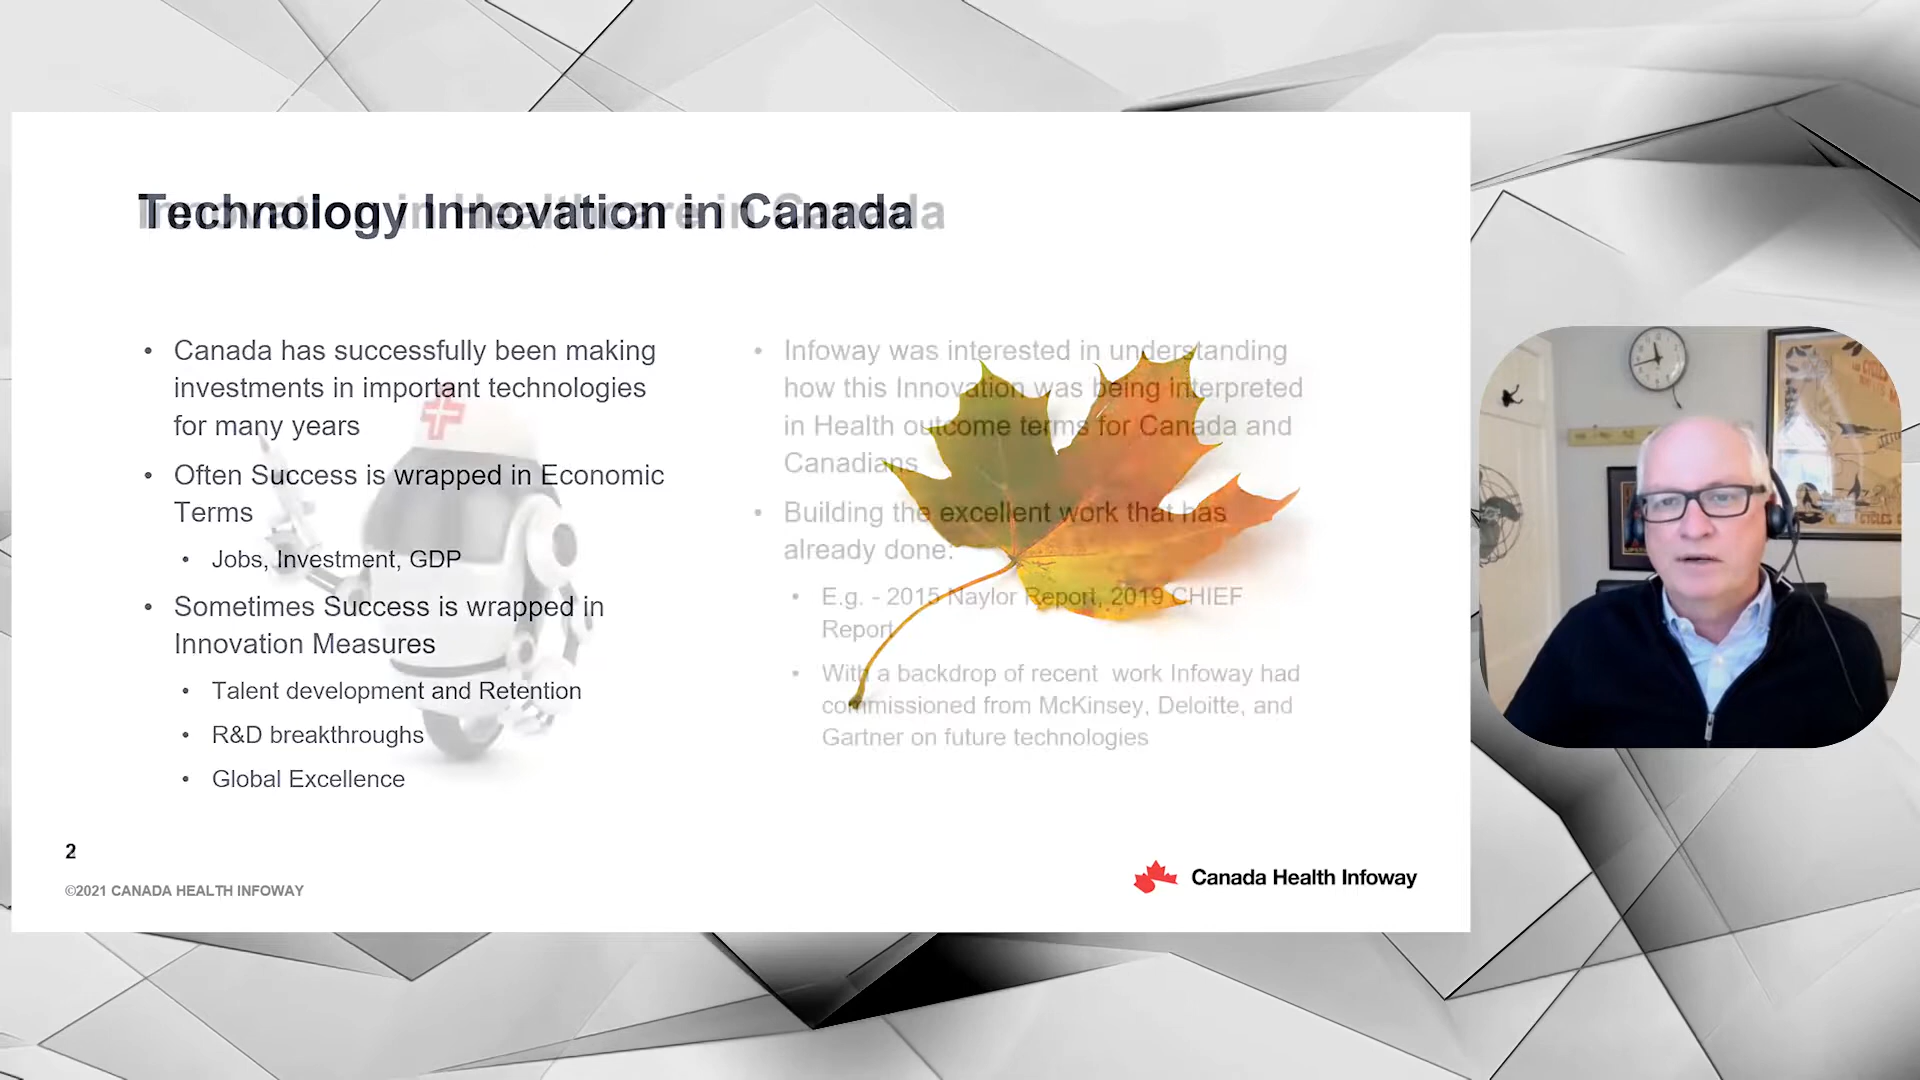 Technology Innovation in Canada
Innovation in Healthcare in Canada
• Canada has successfully been making
investments in important technologies
for many years
• Often Success is wrapped in Economic
Terms
• Jobs, Investment, GDP
• Sometimes Success is wrapped in
Innovation Measures
• Talent development and Retention
• R&D breakthroughs
• Global Excellence
• Infoway was interested in understanding
how this Innovation was being interpreted
in Health outcome terms for Canada and
Canadians
• Building the excellent work that has
already done:
• E.g. - 2015 Naylor Report, 2019 CHIEF
Report
• With a backdrop of recent work Infoway had
commissioned from McKinsey, Deloitte, and
Gartner on future technologies
2
©2021 CANADA HEALTH INFOWAY
Canada Health Infoway